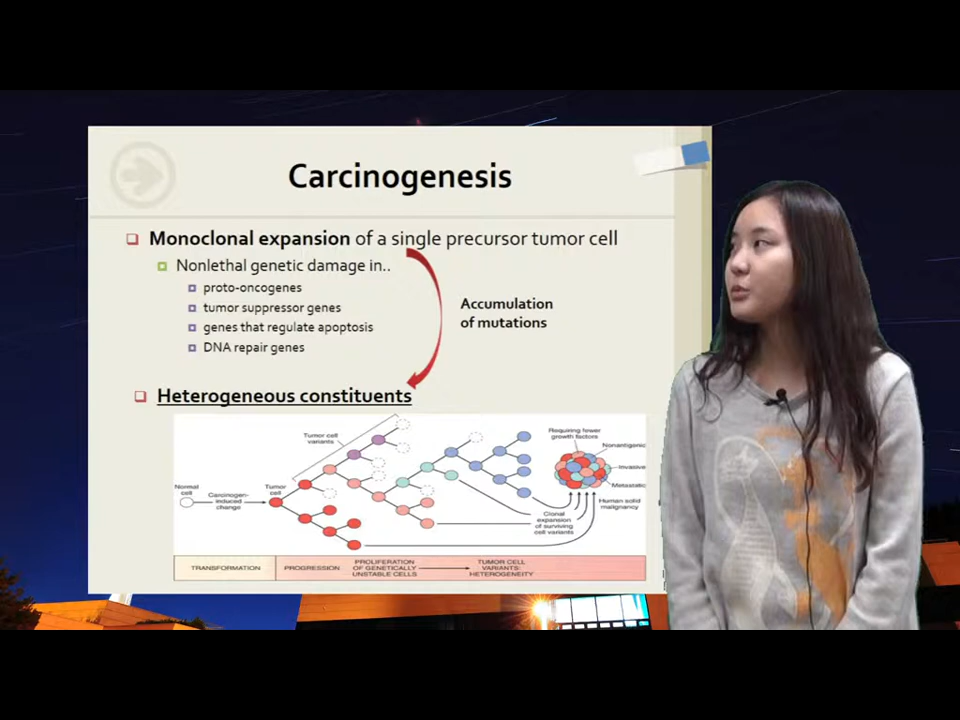 Carcinogenesis
Monoclonal expansion of a single precursor tumor cell
Nonlethal genetic damage in..
proto-oncogenes
tumor suppressor genes
genes that regulate apoptosis
DNA repair genes
Accumulation
of mutations
Heterogeneous constituents
Tumor cell
variants
Requiring fewer
growth factors
Nonantigenic
Invasive
Metastatic
Human solid
malignancy
Normal
cell
Carcinogen-
induced
change
Tumor
cell
Clonal
expansion
of surviving
cell variants
TRANSFORMATION
PROGRESSION
PROLIFERATION
OF GENETICALLY
UNSTABLE CELLS
TUMOR CELL
VARIANTS:
HETEROGENEITY